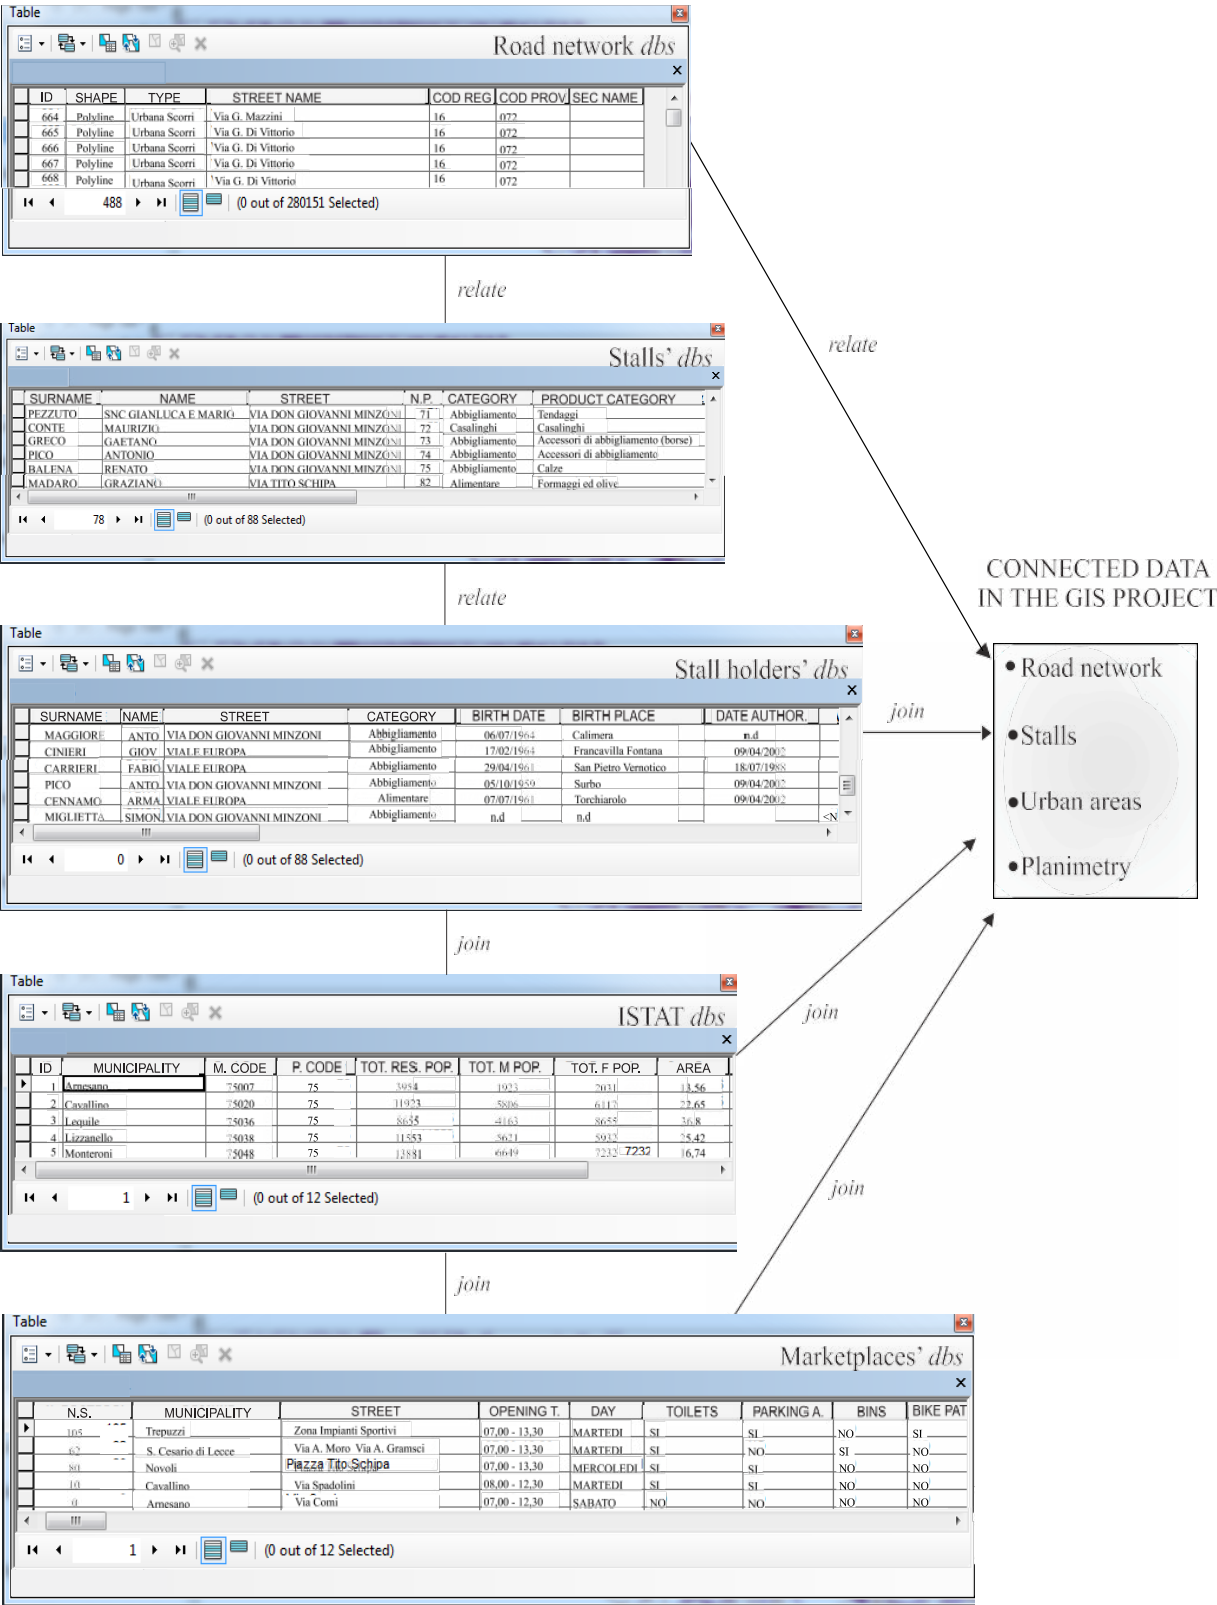 Table
Road network dbs
ID SHAPE TYPE STREET NAME COD REG COD PROV SEC NAME
664 Polyline Urbana Scorri Via G. Mazzini 16 072
665 Polyline Urbana Scorri Via G. Di Vittorio 16 072
666 Polyline Urbana Scorri Via G. Di Vittorio 16 072
667 Polyline Urbana Scorri Via G. Di Vittorio 16 072
668 Polyline Urbana Scorri Via G. Di Vittorio 16 072
488 (0 out of 280151 Selected)
relate
relate
Table
Stalls' dbs
SURNAME NAME STREET N.P. CATEGORY PRODUCT CATEGORY
PEZZUTO SNC GIANLUCA E MARIO VIA DON GIOVANNI MINZONI 71 Abbigliamento Tendaggi
CONTE MAURIZIO VIA DON GIOVANNI MINZONI 72 Casalinghi Casalinghi
GRECO GAETANO VIA DON GIOVANNI MINZONI 73 Abbigliamento Accessori di abbigliamento (borse)
PICO ANTONIO VIA DON GIOVANNI MINZONI 74 Abbigliamento Accessori di abbigliamento
BALENA RENATO VIA DON GIOVANNI MINZONI 75 Abbigliamento Calze
MADARO GRAZIANO VIA TITO SCHIPA 82 Alimentare Formaggi ed olive
78 (0 out of 88 Selected)
relate
CONNECTED DATA
IN THE GIS PROJECT
Road network
Stalls
Urban areas
Planimetry
Table
Stall holders' dbs
SURNAME NAME STREET CATEGORY BIRTH DATE BIRTH PLACE DATE AUTHOR.
MAGGIORE ANTO VIA DON GIOVANNI MINZONI Abbigliamento 06/07/1964 Calimera n.d
CINIERI GIOV VIALE EUROPA Abbigliamento 17/02/1964 Francavilla Fontana 09/04/2002
CARRIERI FABIO VIALE EUROPA Abbigliamento 29/04/1961 San Pietro Vernotico 18/07/1988
PICO ANTO VIA DON GIOVANNI MINZONI Abbigliamento 05/10/1959 Surbo 09/04/2002
CENNAMO ARMA VIALE EUROPA Alimentare 07/07/1961 Torchiarolo 09/04/2002
MIGLIETTA SIMON VIA DON GIOVANNI MINZONI Abbigliamento n.d n.d <N
0 (0 out of 88 Selected)
join
join
Table
ISTAT dbs
ID MUNICIPALITY M. CODE P. CODE TOT. RES. POP. TOT. M POP. TOT. F POP. AREA
1 Arnesano 75007 75 3954 1923 2031 13,56
2 Cavallino 75020 75 11923 5806 6117 22,65
3 Lequile 75036 75 8655 4163 8655 36,8
4 Lizzanello 75038 75 11553 5621 5932 25,42
5 Monteroni 75048 75 13881 6649 7232 7232 16,74
1 (0 out of 12 Selected)
join
join
join
Table
Marketplaces' dbs
N.S. MUNICIPALITY STREET OPENING T. DAY TOILETS PARKING A. BINS BIKE PAT
105 Trepuzzi Zona Impianti Sportivi 07,00 - 13,30 MARTEDI SI SI NO SI
62 S. Cesario di Lecce Via A. Moro Via A. Gramsci 07,00 - 13,30 MARTEDI SI NO SI NO
80 Novoli Piazza Tito Schipa 07,00 - 13,30 MERCOLEDI SI SI NO NO
10 Cavallino Via Spadolini 08,00 - 12,30 MARTEDI SI SI NO NO
0 Arnesano Via Comi 07,00 - 12,30 SABATO NO NO NO NO
1 (0 out of 12 Selected)